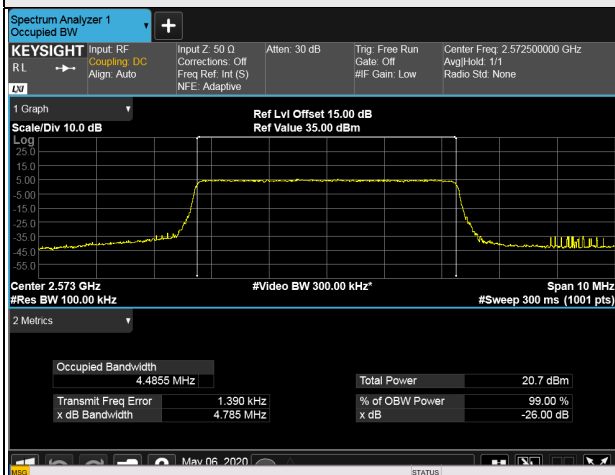 Spectrum Analyzer 1
Occupied BW
+
KEYSIGHT Input: RF Input Z: 50 Ω Atten: 30 dB Trig: Free Run Center Freq: 2.572500000 GHz
RL Coupling: DC Corrections: Off Gate: Off Avg|Hold: 1/1
Align: Auto Freq Ref: Int (S) #IF Gain: Low Radio Std: None
LXI NFE: Adaptive
1 Graph
Ref Lvl Offset 15.00 dB
Scale/Div 10.0 dB Ref Value 35.00 dBm
Log
25.0
15.0
5.00
-5.00
-15.0
-25.0
-35.0
-45.0
-55.0
Center 2.573 GHz #Video BW 300.00 kHz* Span 10 MHz
#Res BW 100.00 kHz #Sweep 300 ms (1001 pts)
2 Metrics
Occupied Bandwidth
4.4855 MHz Total Power 20.7 dBm
Transmit Freq Error 1.390 kHz % of OBW Power 99.00 %
x dB Bandwidth 4.785 MHz x dB -26.00 dB
May 06, 2020
MSG STATUS